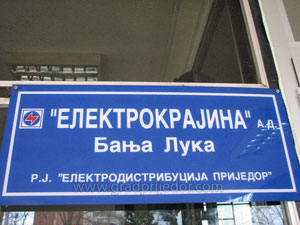 "ЕЛЕКТРОКРАЈИНА" А.Д.
Бања Лука
Р.Ј. "ЕЛЕКТРОДИСТРИБУЦИЈА ПРИЈЕДОР"
www.gradprijedor.com